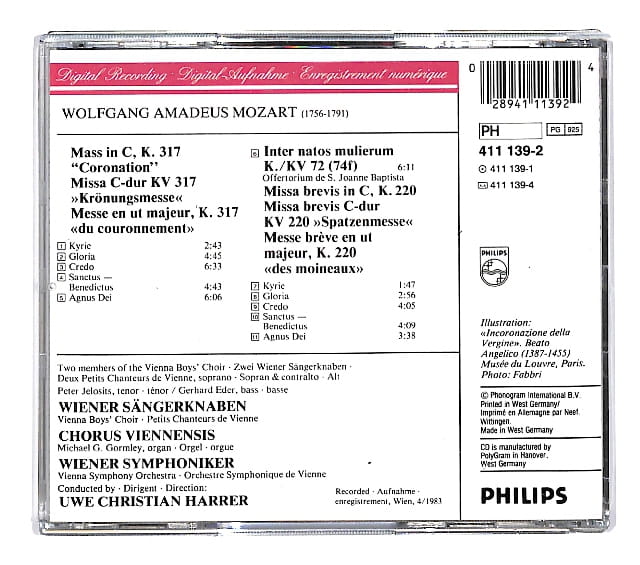 Digital Recording · Digital-Aufnahme · Enregistrement numérique
WOLFGANG AMADEUS MOZART (1756-1791)
Mass in C, K. 317
“Coronation”
Missa C-dur KV 317
»Krönungsmesse«
Messe en ut majeur, K. 317
«du couronnement»
1 Kyrie 2:43
2 Gloria 4:45
3 Credo 6:33
4 Sanctus —
Benedictus 4:43
5 Agnus Dei 6:06
6 Inter natos mulierum
K./KV 72 (74f) 6:11
Offertorium de S. Joanne Baptista
Missa brevis in C, K. 220
Missa brevis C-dur
KV 220 »Spatzenmesse«
Messe brève en ut
majeur, K. 220
«des moineaux»
7 Kyrie 1:47
8 Gloria 2:56
9 Credo 4:05
10 Sanctus —
Benedictus 4:09
11 Agnus Dei 3:38
Two members of the Vienna Boys' Choir · Zwei Wiener Sängerknaben ·
Deux Petits Chanteurs de Vienne, soprano · Sopran & contralto · Alt
Peter Jelosits, tenor · ténor / Gerhard Eder, bass · basse
WIENER SÄNGERKNABEN
Vienna Boys' Choir · Petits Chanteurs de Vienne
CHORUS VIENNENSIS
Michael G. Gormley, organ · Orgel · orgue
WIENER SYMPHONIKER
Vienna Symphony Orchestra · Orchestre Symphonique de Vienne
Conducted by · Dirigent · Direction:
UWE CHRISTIAN HARRER
Recorded · Aufnahme ·
enregistrement, Wien, 4/1983
0 28941 11392 4
PH PG 925
411 139-2
411 139-1
411 139-4
PHILIPS
Illustration:
«Incoronazione della
Vergine». Beato
Angelico (1387-1455)
Musée du Louvre, Paris.
Photo: Fabbri
© Phonogram International B.V.
Printed in West Germany/
Imprimé en Allemagne par Neef.
Wittingen.
Made in West Germany
CD is manufactured by
PolyGram in Hanover,
West Germany
PHILIPS